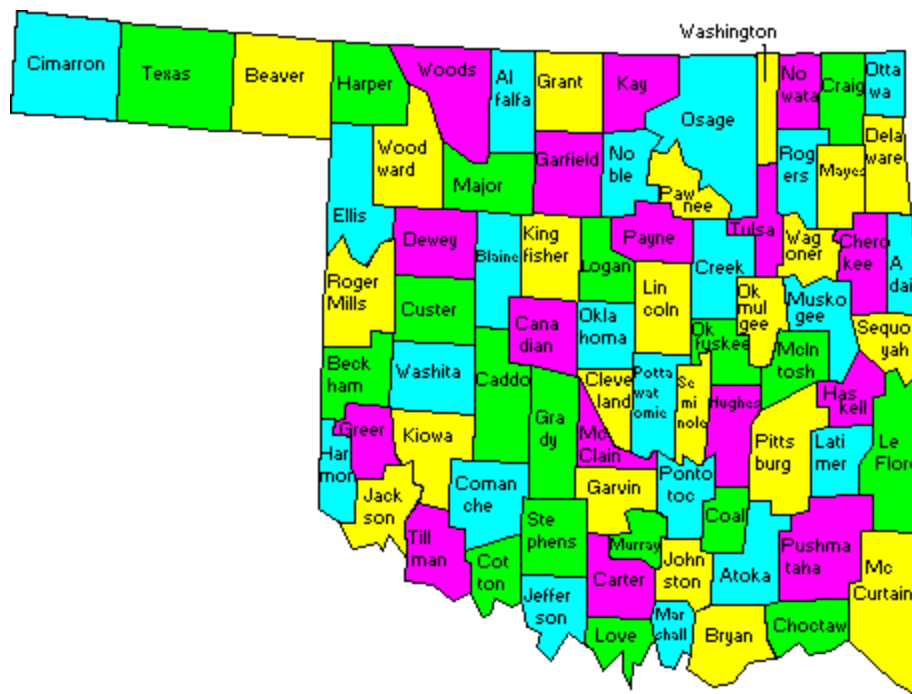 Washington
Cimarron
Texas
Beaver
Harper
Woods
Al
falfa
Grant
Kay
Osage
No
wata
Craig
Otta
wa
Wood
ward
Major
Garfield
No
ble
Paw
nee
Rog
ers
Mayes
Dela
ware
Ellis
Dewey
Blaine
King
fisher
Logan
Payne
Creek
Tulsa
Wag
oner
Chero
kee
A
dair
Roger
Mills
Custer
Cana
dian
Okla
homa
Lin
coln
Ok
fuskee
Ok
mul
gee
Musko
gee
Sequo
yah
Beck
ham
Washita
Caddo
Gra
dy
Cleve
land
Mc
Clain
Potta
wat
omie
Se
mi
nole
Hughes
McIn
tosh
Has
kell
Greer
Har
mon
Kiowa
Jack
son
Coman
che
Garvin
Ponto
toc
Pitts
burg
Lati
mer
Le
Flore
Till
man
Cot
ton
Ste
phens
Murray
Coal
John
ston
Atoka
Pushma
taha
Mc
Curtain
Jeffer
son
Carter
Love
Mar
shall
Bryan
Choctaw